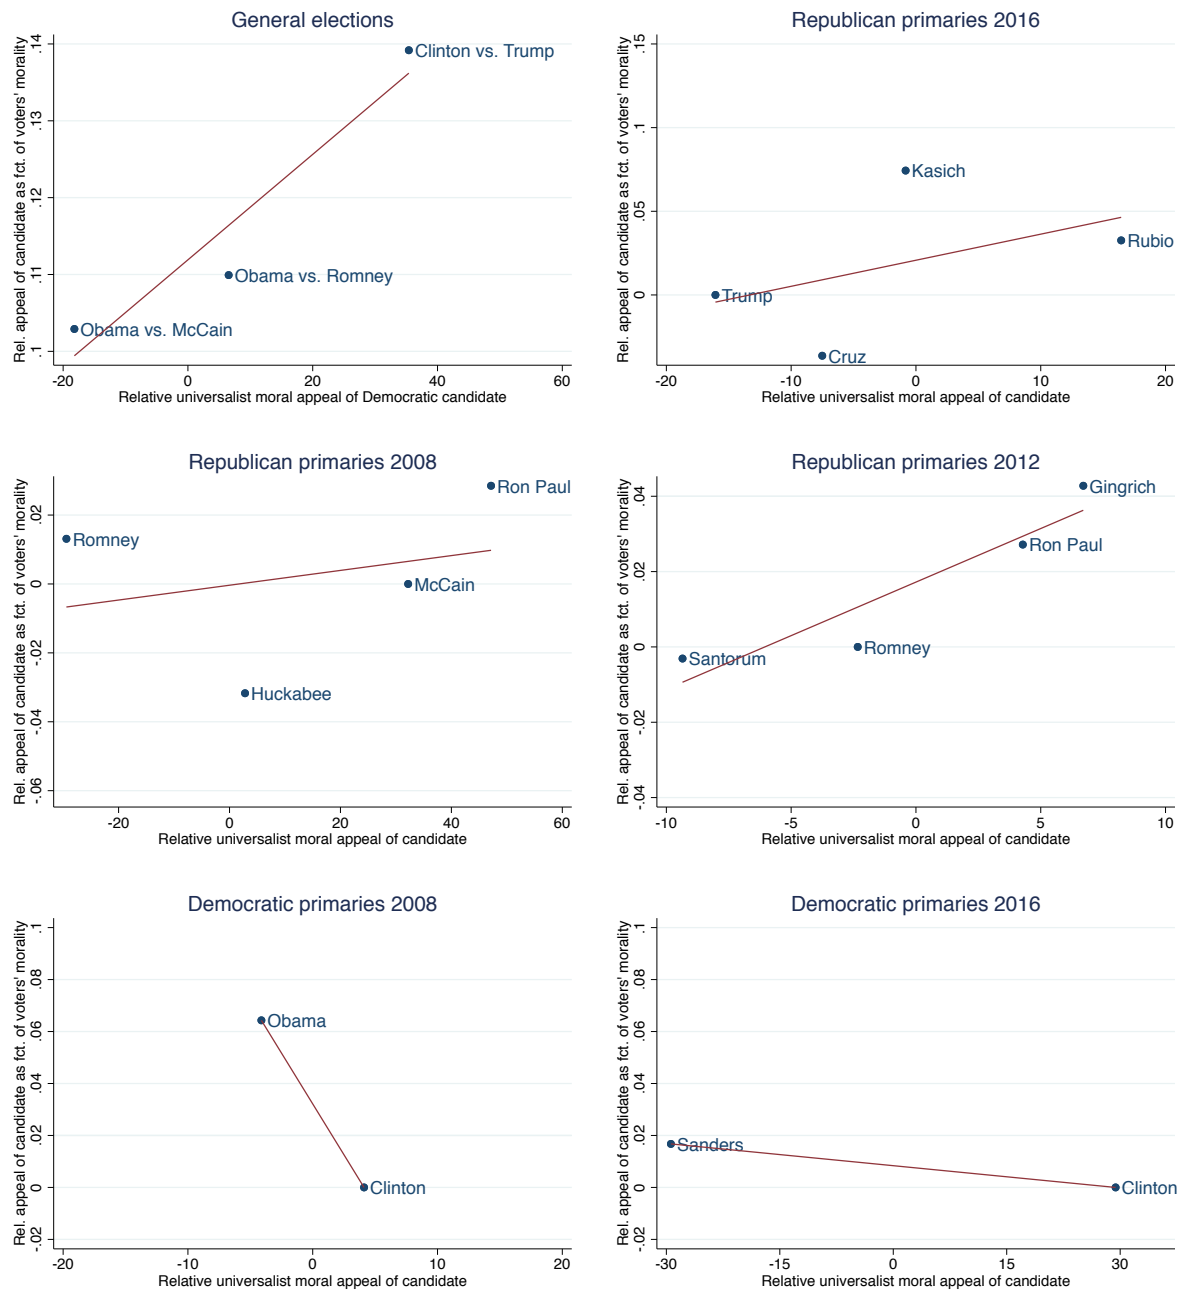 General elections
Rel. appeal of candidate as fct. of voters' morality
.14
.13
.12
.11
.1
Clinton vs. Trump
Obama vs. Romney
Obama vs. McCain
-20 0 20 40 60
Relative universalist moral appeal of Democratic candidate
Republican primaries 2016
Rel. appeal of candidate as fct. of voters' morality
.15
.1
.05
0
Kasich
Rubio
Trump
Cruz
-20 -10 0 10 20
Relative universalist moral appeal of candidate
Republican primaries 2008
Rel. appeal of candidate as fct. of voters' morality
.02
0
-.02
-.04
-.06
Ron Paul
Romney
McCain
Huckabee
-20 0 20 40 60
Relative universalist moral appeal of candidate
Republican primaries 2012
Rel. appeal of candidate as fct. of voters' morality
.04
.02
0
-.02
-.04
Gingrich
Ron Paul
Romney
Santorum
-10 -5 0 5 10
Relative universalist moral appeal of candidate
Democratic primaries 2008
Rel. appeal of candidate as fct. of voters' morality
.1
.08
.06
.04
.02
0
-.02
Obama
Clinton
-20 -10 0 10 20
Relative universalist moral appeal of candidate
Democratic primaries 2016
Rel. appeal of candidate as fct. of voters' morality
.1
.08
.06
.04
.02
0
-.02
Sanders
Clinton
-30 -15 0 15 30
Relative universalist moral appeal of candidate